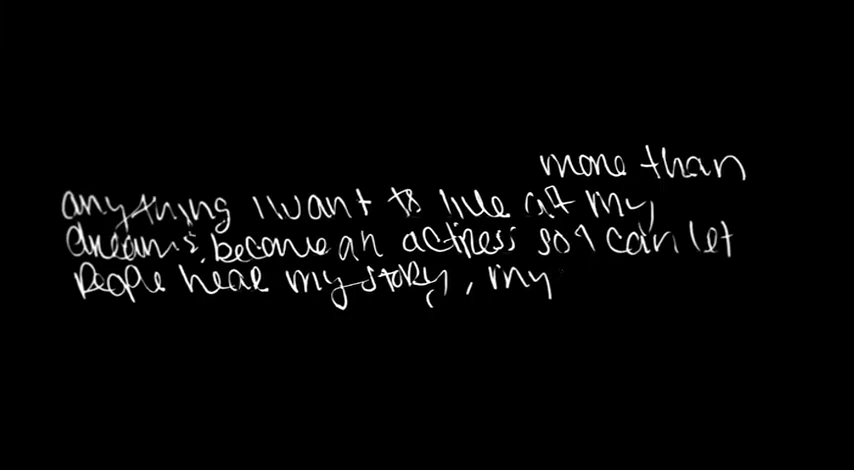 more than
anything I want to live at my
dreams, become an actress so I can let
people hear my story, my